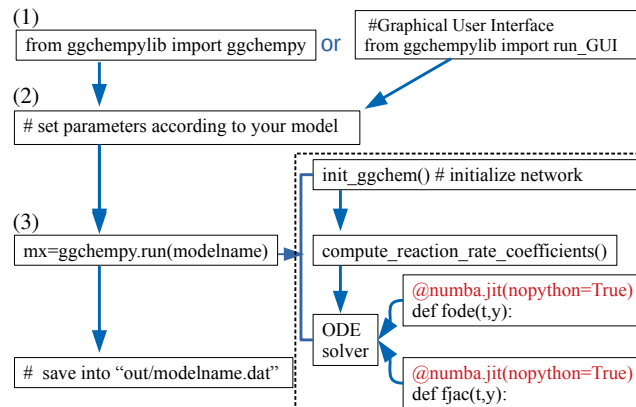 (1)
from ggchempylib import ggchempy
or
#Graphical User Interface
from ggchempylib import run_GUI
(2)
# set parameters according to your model
(3)
mx=ggchempy.run(modelname)
init_ggchem() # initialize network
compute_reaction_rate_coefficients()
ODE
solver
@numba.jit(nopython=True)
def fode(t,y):
@numba.jit(nopython=True)
def fjac(t,y):
# save into “out/modelname.dat”